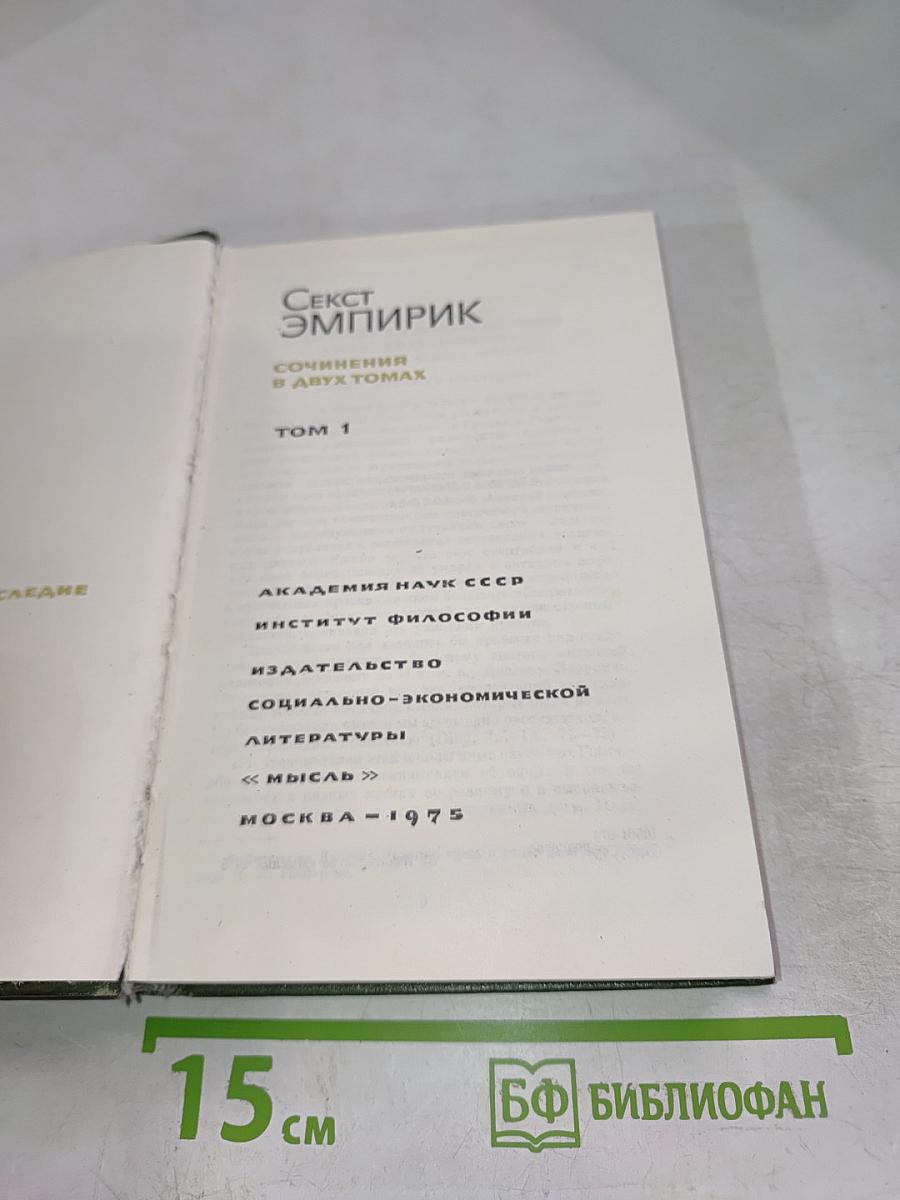 СЛЕДИЕ
СЕКСТ
ЭМПИРИК
СОЧИНЕНИЯ
В ДВУХ ТОМАХ
ТОМ 1
АКАДЕМИЯ НАУК СССР
ИНСТИТУТ ФИЛОСОФИИ
ИЗДАТЕЛЬСТВО
СОЦИАЛЬНО-ЭКОНОМИЧЕСКОЙ
ЛИТЕРАТУРЫ
«МЫСЛЬ»
МОСКВА – 1975
15 см
БФ БИБЛИОФАН